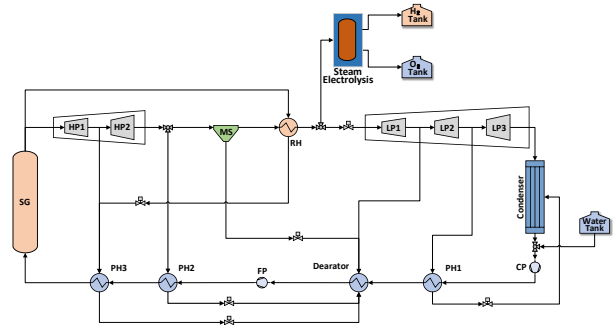 H₂
Tank
O₂
Tank
Steam
Electrolysis
HP1
HP2
MS
RH
LP1
LP2
LP3
SG
Condenser
Water
Tank
PH3
PH2
FP
Dearator
PH1
CP